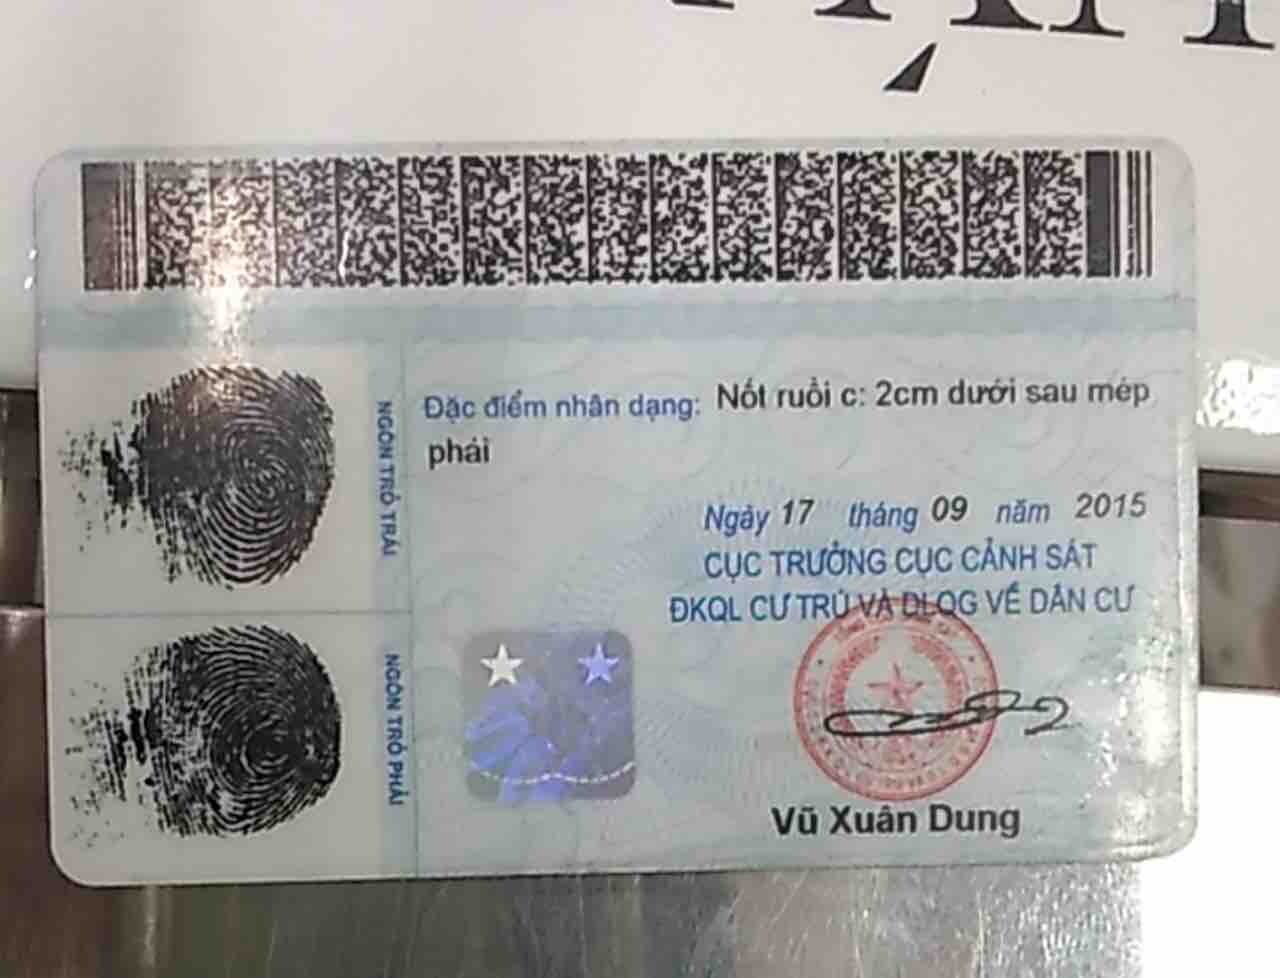 NGÓN TRỎ TRÁI
NGÓN TRỎ PHẢI
Đặc điểm nhân dạng: Nốt ruồi c: 2cm dưới sau mép
phải
Ngày 17 tháng 09 năm 2015
CỤC TRƯỞNG CỤC CẢNH SÁT
ĐKQL CƯ TRÚ VÀ DLQG VỀ DÂN CƯ
Vũ Xuân Dung